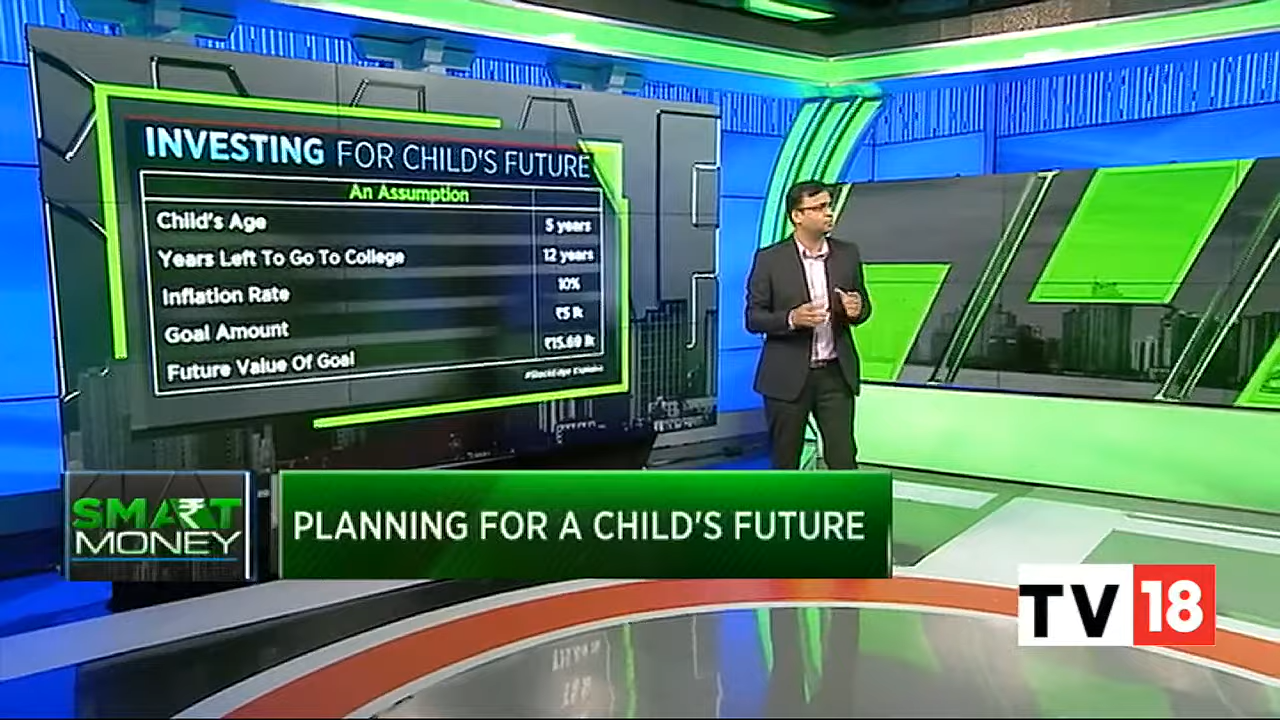 INVESTING FOR CHILD'S FUTURE
An Assumption
Child's Age 5 years
Years Left To Go To College 12 years
Inflation Rate 10%
Goal Amount ₹5 lk
Future Value Of Goal ₹15.69 lk
SMA₹T
MONEY
PLANNING FOR A CHILD'S FUTURE
TV18